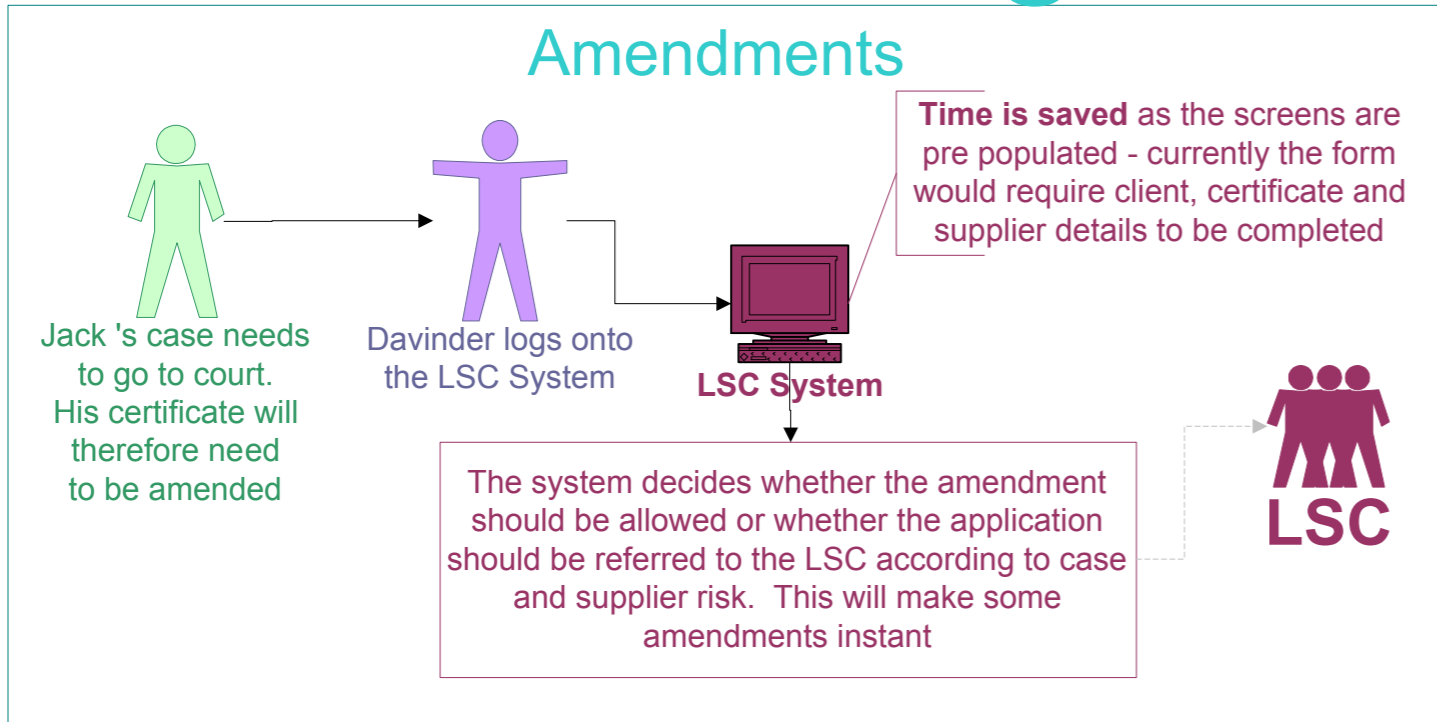 Amendments
Time is saved as the screens are
pre populated - currently the form
would require client, certificate and
supplier details to be completed
Jack 's case needs
to go to court.
His certificate will
therefore need
to be amended
Davinder logs onto
the LSC System
LSC System
The system decides whether the amendment
should be allowed or whether the application
should be referred to the LSC according to case
and supplier risk.  This will make some
amendments instant
LSC